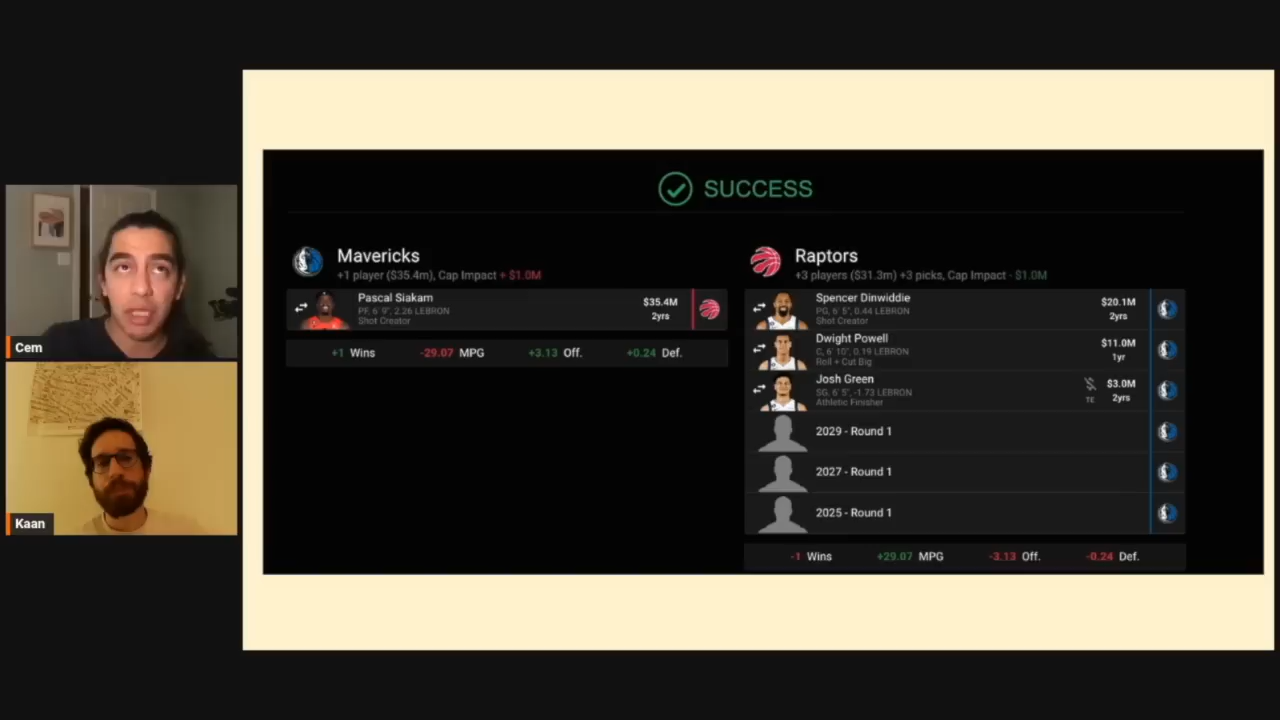 SUCCESS
Mavericks
+1 player ($35.4m), Cap Impact + $1.0M
Pascal Siakam
PF, 6' 9", 2.26 LEBRON
Shot Creator
$35.4M
2yrs
+1 Wins -29.07 MPG +3.13 Off. +0.24 Def.
Raptors
+3 players ($31.3m) +3 picks, Cap Impact - $1.0M
Spencer Dinwiddie
PG, 6' 5", 0.44 LEBRON
Shot Creator
$20.1M
2yrs
Dwight Powell
C, 6' 10", 0.19 LEBRON
Roll + Cut Big
$11.0M
1yr
Josh Green
SG, 6' 5", -1.73 LEBRON
Athletic Finisher
TE
$3.0M
2yrs
2029 - Round 1
2027 - Round 1
2025 - Round 1
-1 Wins +29.07 MPG -3.13 Off. -0.24 Def.
Cem
Kaan